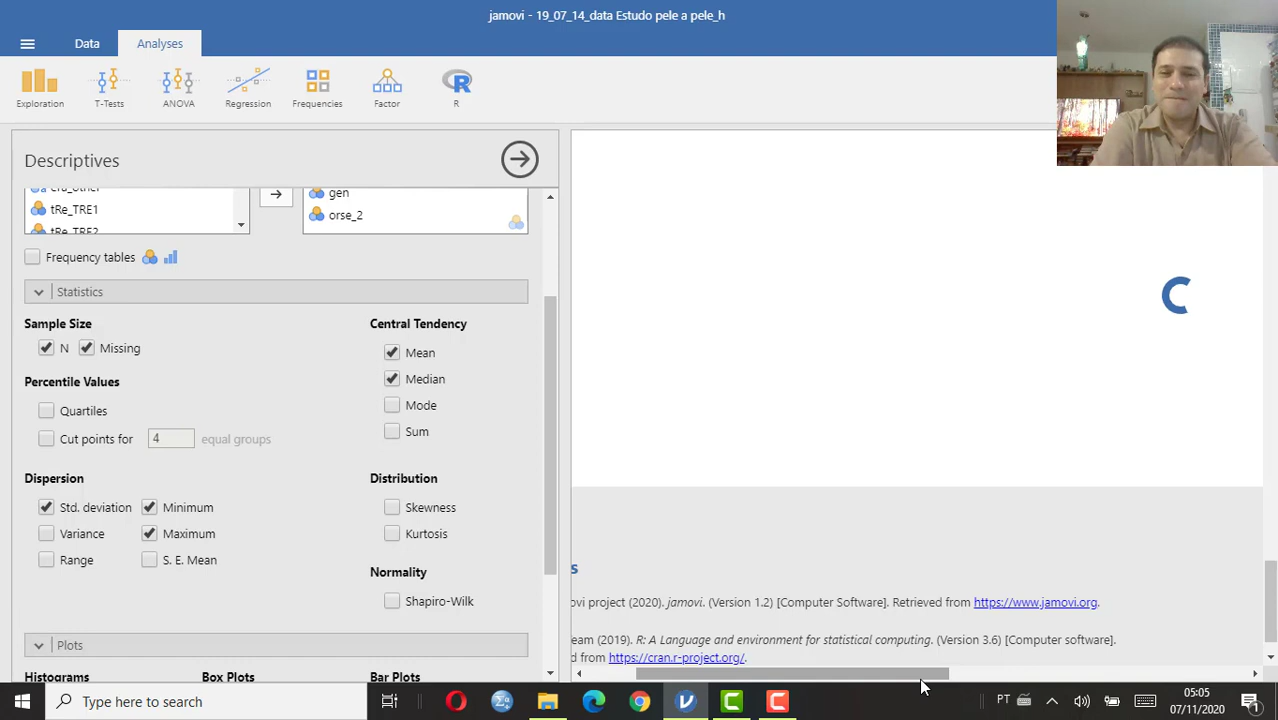 jamovi - 19_07_14_data Estudo pele a pele_h
Data
Analyses
Exploration
T-Tests
ANOVA
Regression
Frequencies
Factor
R
Descriptives
tRe_TRE1
tRe_TRE2
gen
orse_2
Frequency tables
Statistics
Sample Size
N
Missing
Central Tendency
Mean
Median
Mode
Sum
Percentile Values
Quartiles
Cut points for
4
equal groups
Dispersion
Std. deviation
Minimum
Variance
Maximum
Range
S. E. Mean
Distribution
Skewness
Kurtosis
Normality
Shapiro-Wilk
Plots
Histograms
Box Plots
Bar Plots
s
ovi project (2020). jamovi. (Version 1.2) [Computer Software]. Retrieved from https://www.jamovi.org.
eam (2019). R: A Language and environment for statistical computing. (Version 3.6) [Computer software].
d from https://cran.r-project.org/.
Type here to search
PT
05:05
07/11/2020
1